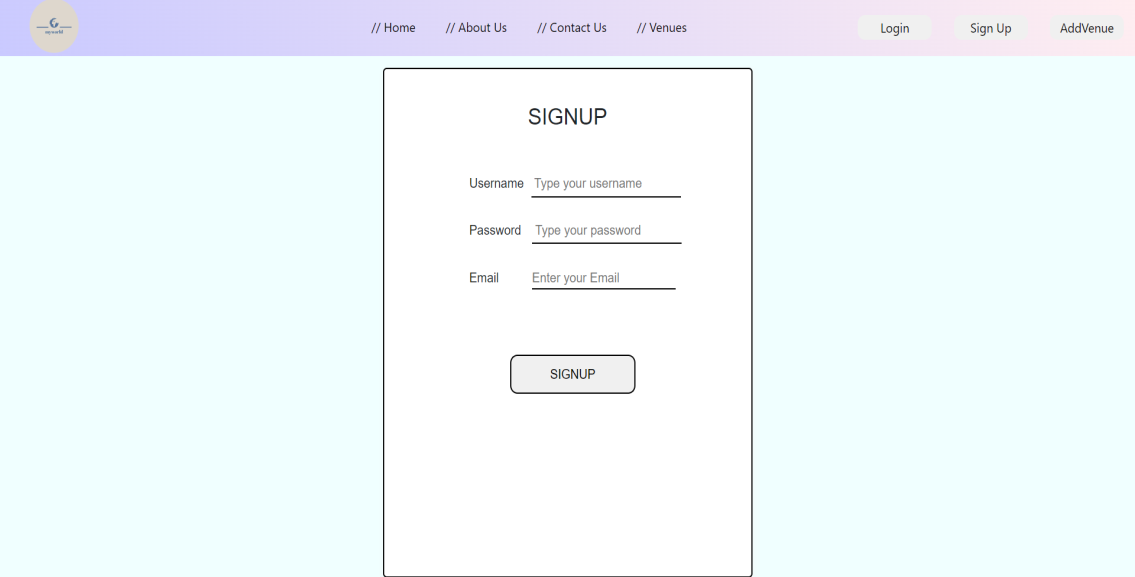 // Home // About Us // Contact Us // Venues Login Sign Up AddVenue
SIGNUP
Username Type your username
Password Type your password
Email Enter your Email
SIGNUP